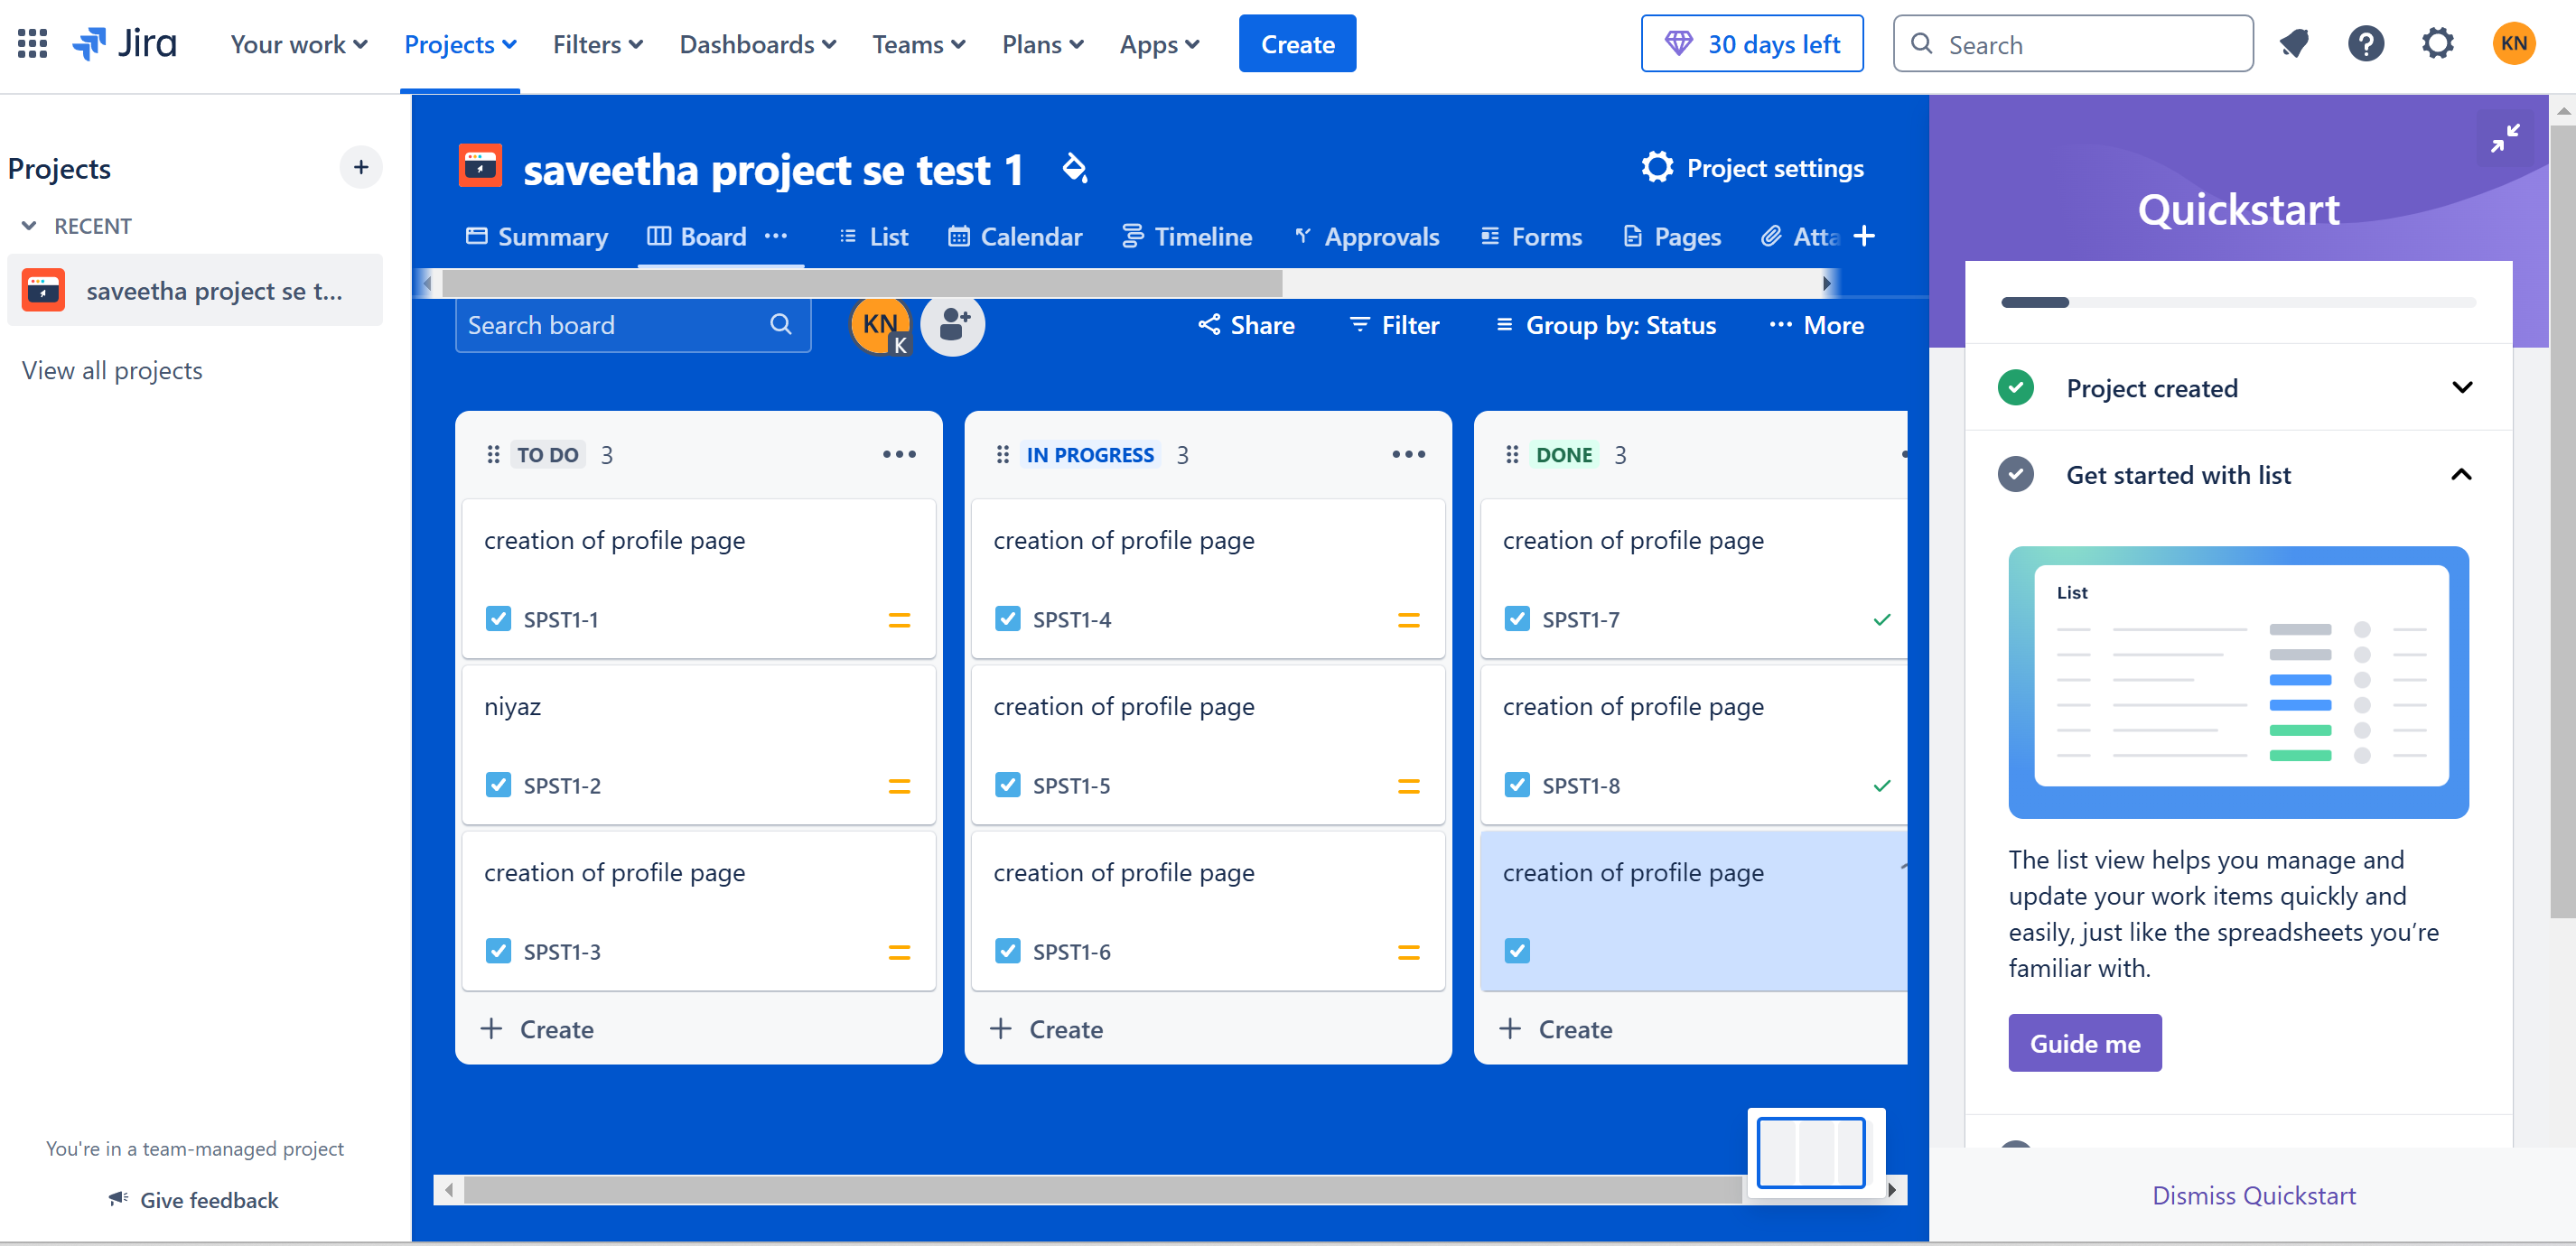 Jira
Your work
Projects
Filters
Dashboards
Teams
Plans
Apps
Create
30 days left
Search
KN
Projects
RECENT
saveetha project se t...
View all projects
You're in a team-managed project
Give feedback
saveetha project se test 1
Project settings
Summary
Board
List
Calendar
Timeline
Approvals
Forms
Pages
Atta
Search board
KN
K
Share
Filter
Group by: Status
More
TO DO 3
creation of profile page
SPST1-1
niyaz
SPST1-2
creation of profile page
SPST1-3
Create
IN PROGRESS 3
creation of profile page
SPST1-4
creation of profile page
SPST1-5
creation of profile page
SPST1-6
Create
DONE 3
creation of profile page
SPST1-7
creation of profile page
SPST1-8
creation of profile page
Create
Quickstart
Project created
Get started with list
List
The list view helps you manage and
update your work items quickly and
easily, just like the spreadsheets you’re
familiar with.
Guide me
Dismiss Quickstart